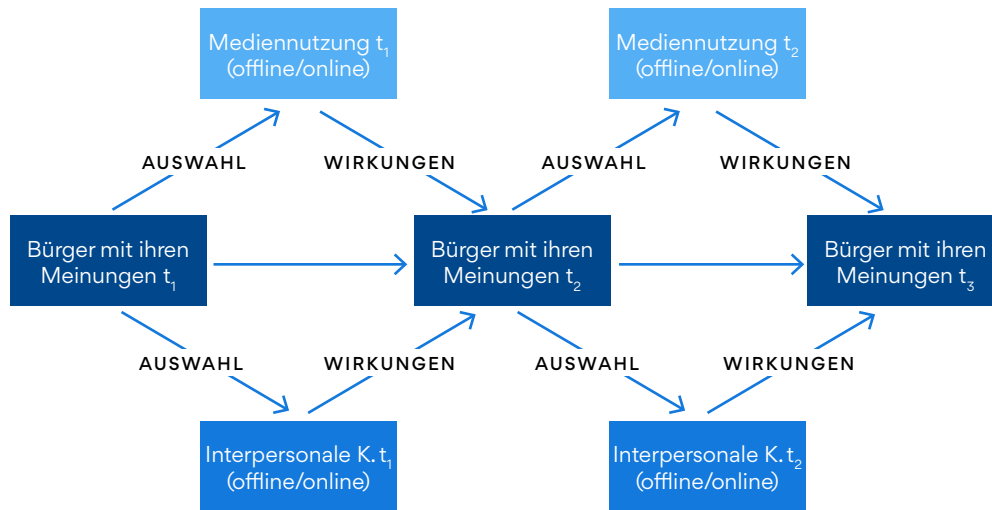 Mediennutzung t₁
(offline/online)
Mediennutzung t₂
(offline/online)
AUSWAHL
WIRKUNGEN
AUSWAHL
WIRKUNGEN
Bürger mit ihren
Meinungen t₁
Bürger mit ihren
Meinungen t₂
Bürger mit ihren
Meinungen t₃
AUSWAHL
WIRKUNGEN
AUSWAHL
WIRKUNGEN
Interpersonale K. t₁
(offline/online)
Interpersonale K. t₂
(offline/online)